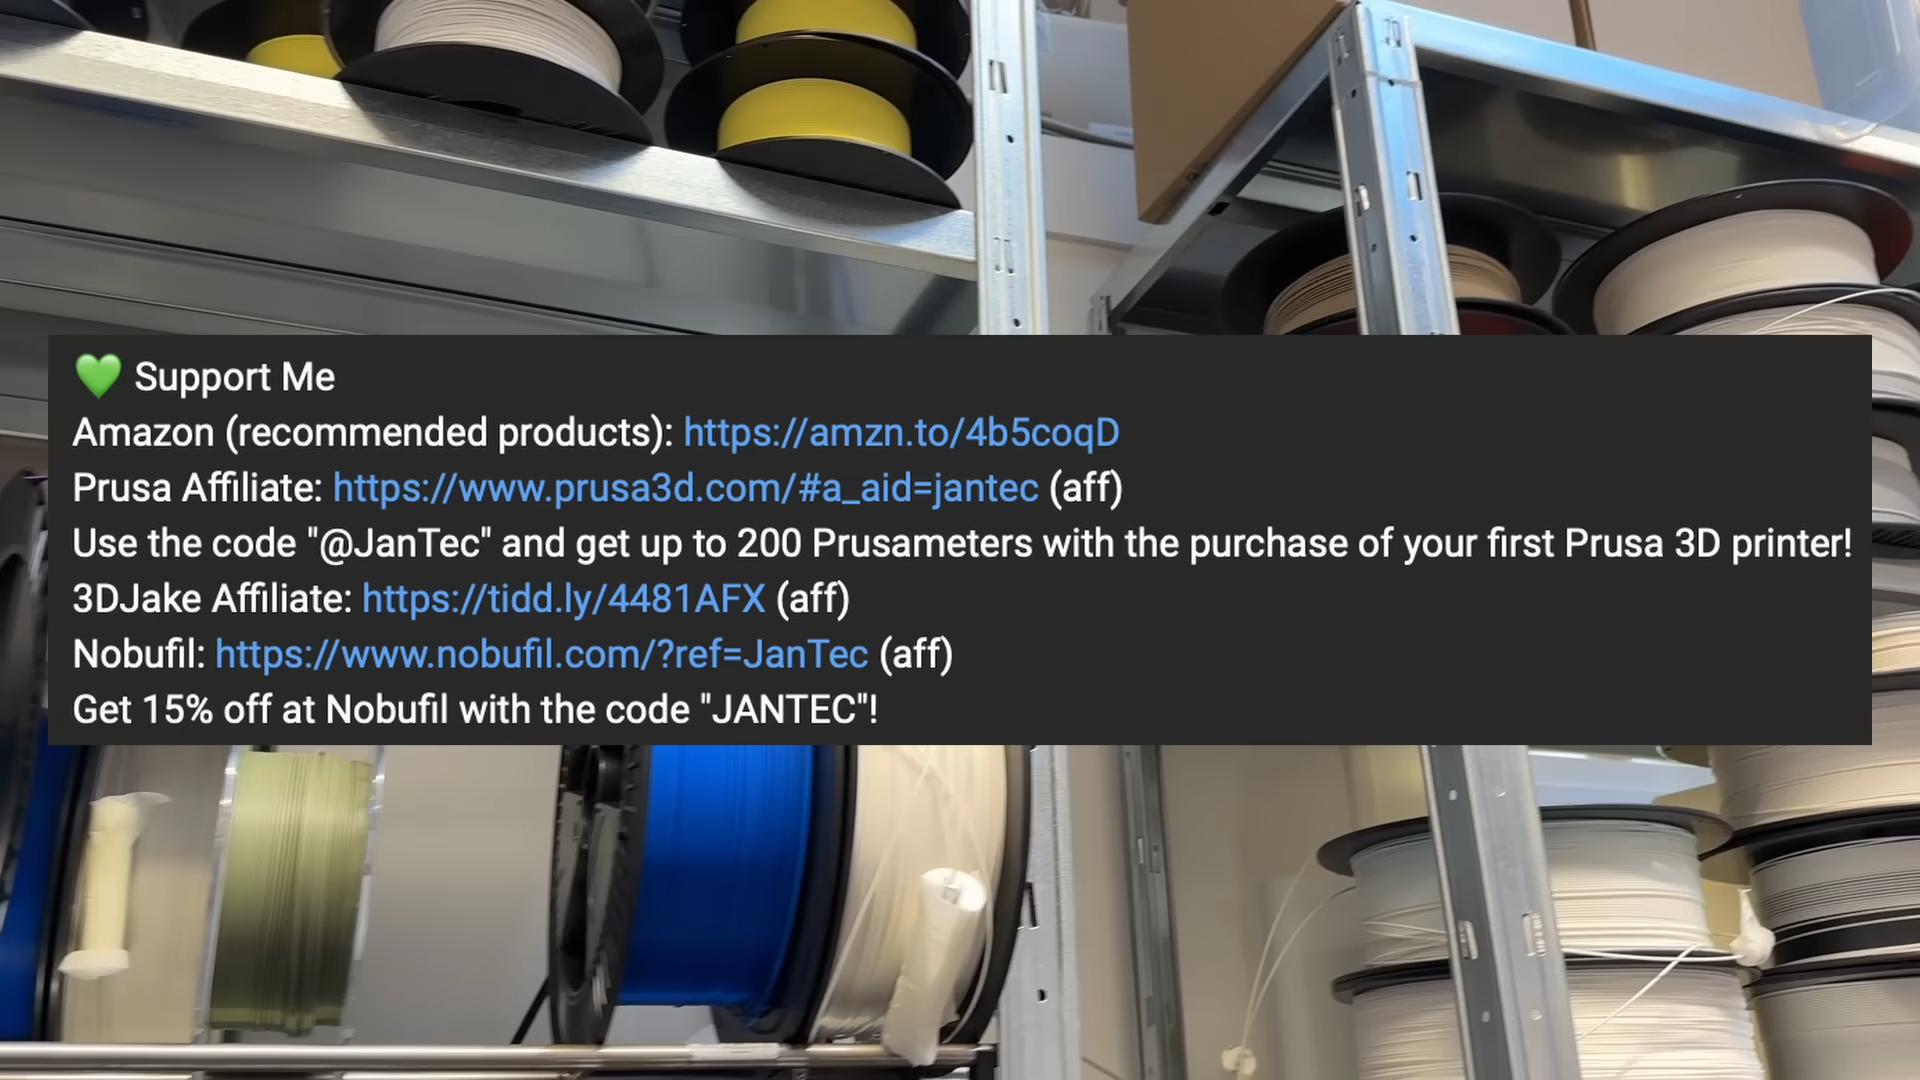 💚 Support Me
Amazon (recommended products): https://amzn.to/4b5coqD
Prusa Affiliate: https://www.prusa3d.com/#a_aid=jantec (aff)
Use the code "@JanTec" and get up to 200 Prusameters with the purchase of your first Prusa 3D printer!
3DJake Affiliate: https://tidd.ly/4481AFX (aff)
Nobufil: https://www.nobufil.com/?ref=JanTec (aff)
Get 15% off at Nobufil with the code "JANTEC"!